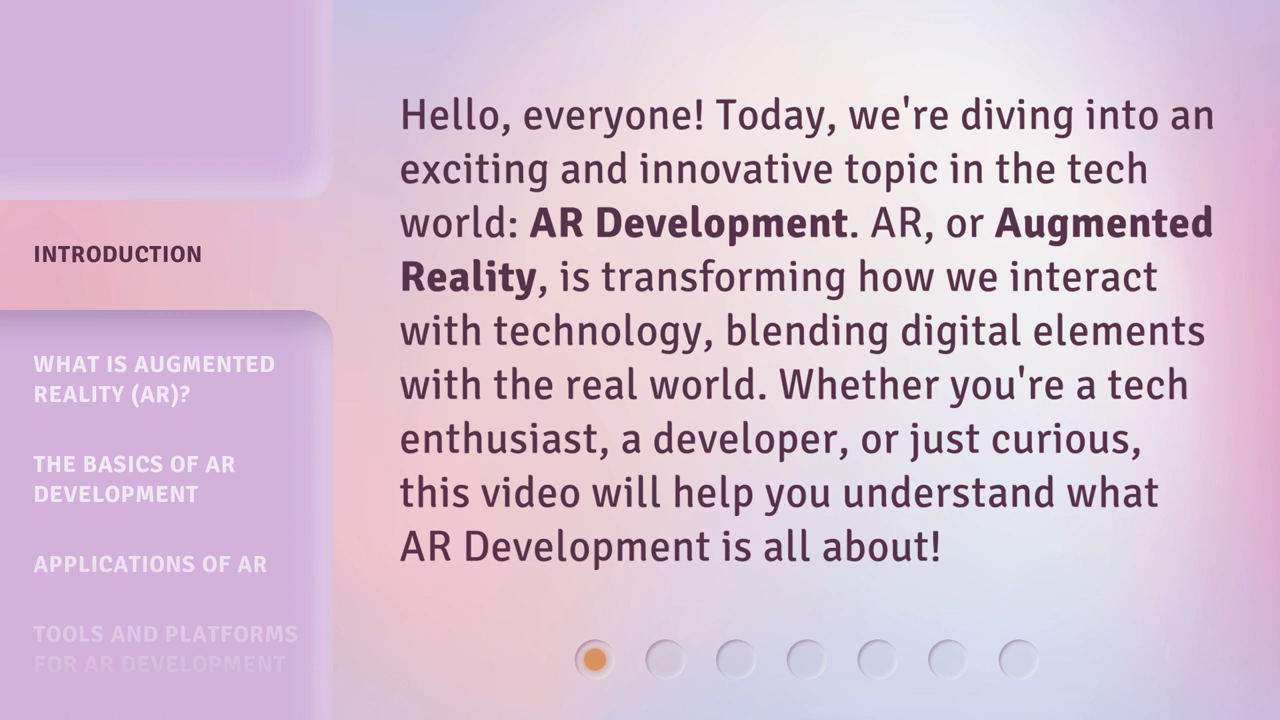 INTRODUCTION
WHAT IS AUGMENTED
REALITY (AR)?
THE BASICS OF AR
DEVELOPMENT
APPLICATIONS OF AR
TOOLS AND PLATFORMS
FOR AR DEVELOPMENT
Hello, everyone! Today, we're diving into an
exciting and innovative topic in the tech
world: AR Development. AR, or Augmented
Reality, is transforming how we interact
with technology, blending digital elements
with the real world. Whether you're a tech
enthusiast, a developer, or just curious,
this video will help you understand what
AR Development is all about!